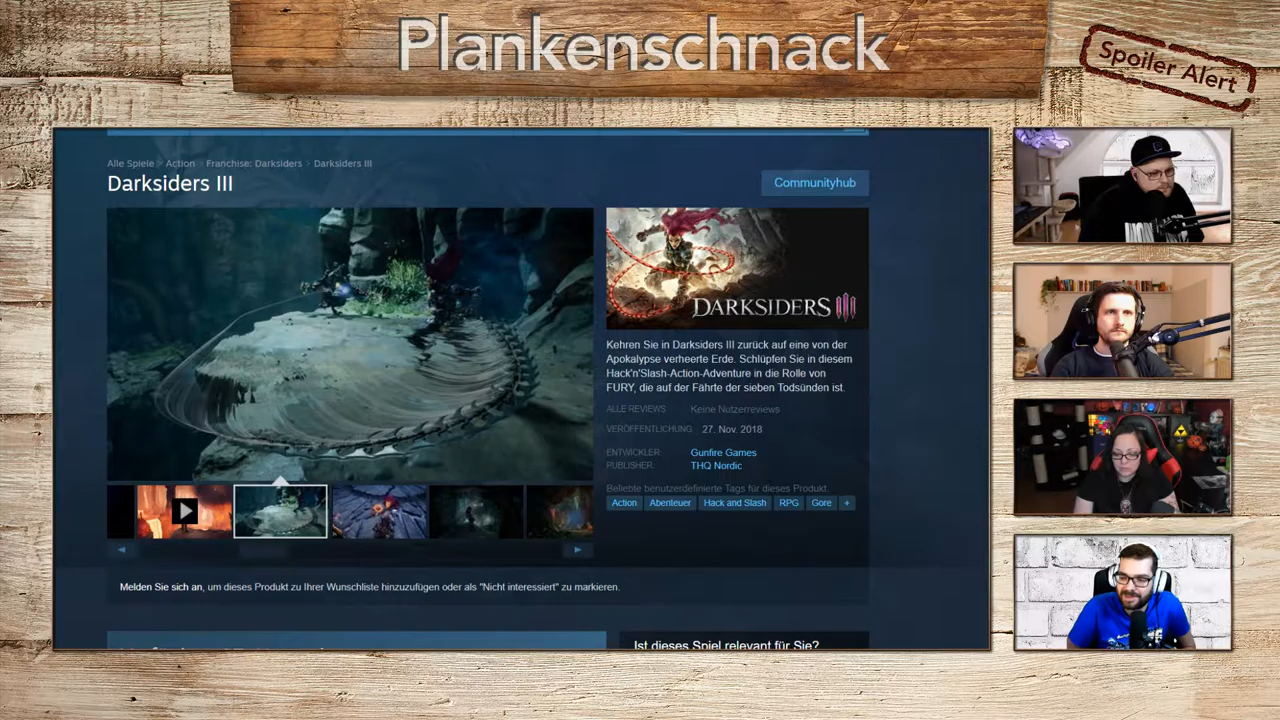 Plankenschnack
Spoiler Alert
Alle Spiele > Action > Franchise: Darksiders > Darksiders III
Darksiders III
Communityhub
DARKSIDERS III
Kehren Sie in Darksiders III zurück auf eine von der
Apokalypse verheerte Erde. Schlüpfen Sie in diesem
Hack'n'Slash-Action-Adventure in die Rolle von
FURY, die auf der Fährte der sieben Todsünden ist.
ALLE REVIEWS Keine Nutzerreviews
VERÖFFENTLICHUNG 27. Nov. 2018
ENTWICKLER: Gunfire Games
PUBLISHER: THQ Nordic
Beliebte benutzerdefinierte Tags für dieses Produkt.
Action Abenteuer Hack and Slash RPG Gore +
Melden Sie sich an, um dieses Produkt zu Ihrer Wunschliste hinzuzufügen oder als "Nicht interessiert" zu markieren.
Ist dieses Spiel relevant für Sie?